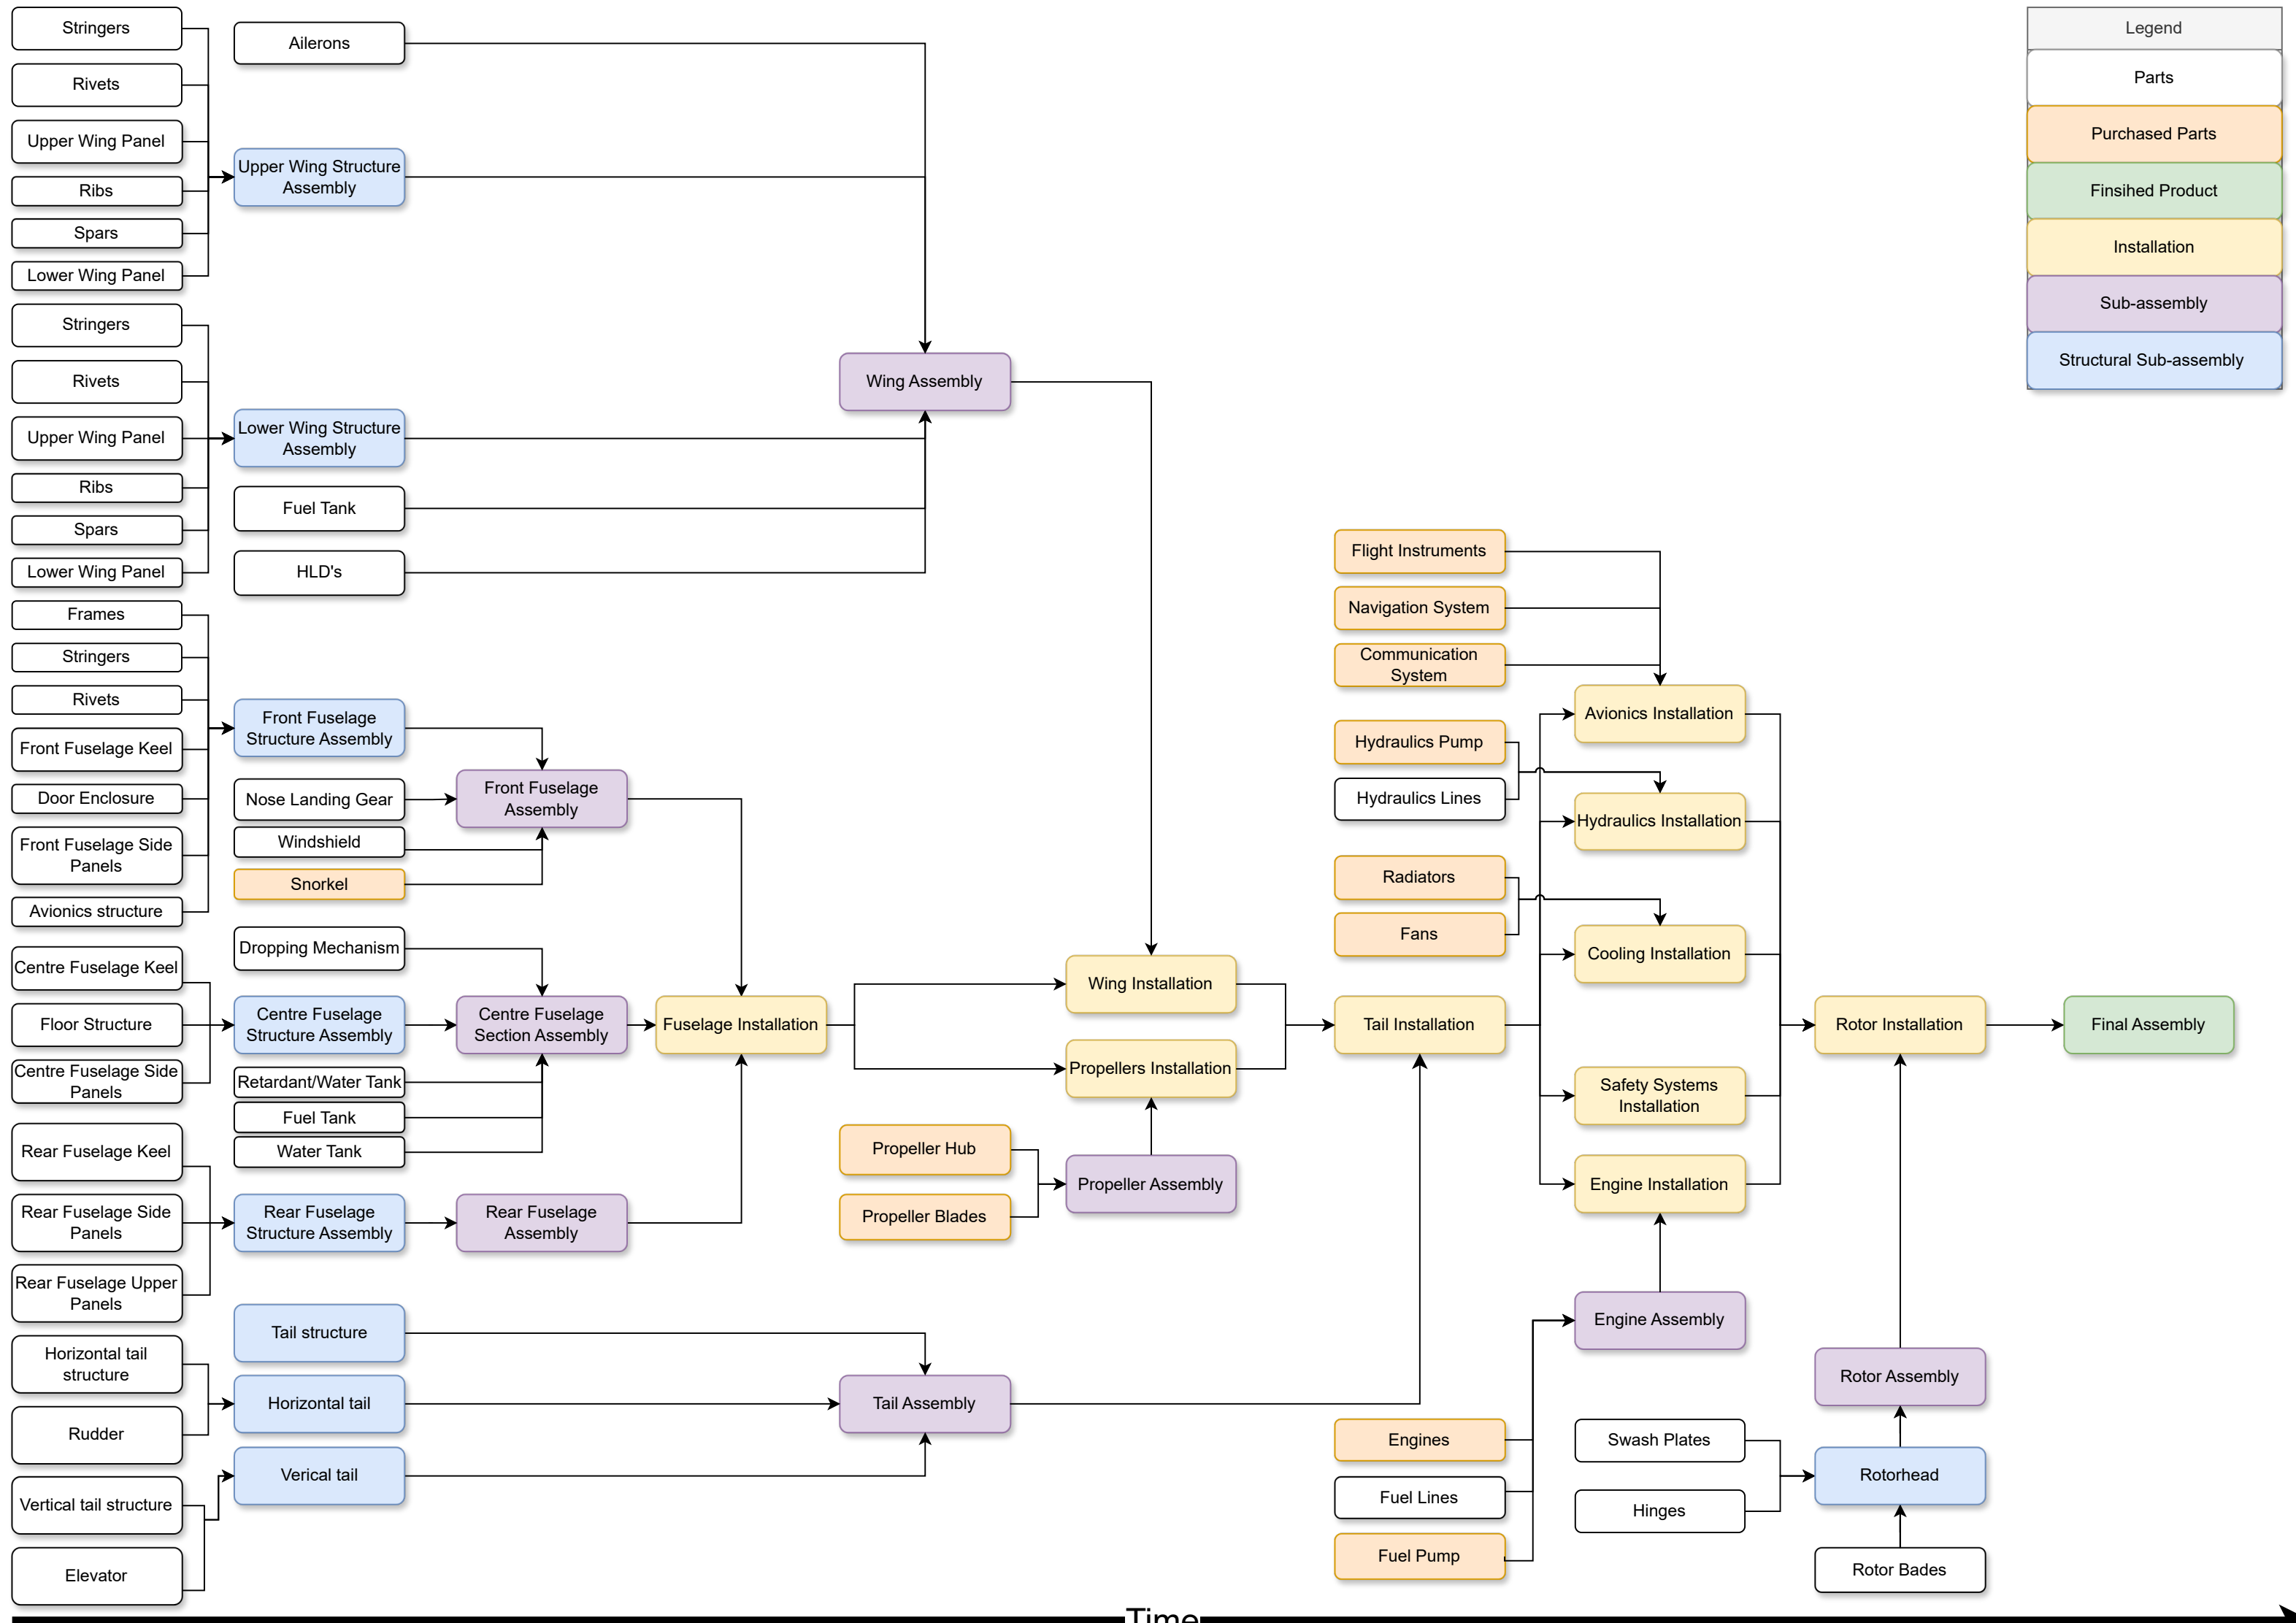 Stringers
Rivets
Upper Wing Panel
Ribs
Spars
Lower Wing Panel
Stringers
Rivets
Upper Wing Panel
Ribs
Spars
Lower Wing Panel
Frames
Stringers
Rivets
Front Fuselage Keel
Door Enclosure
Front Fuselage Side
Panels
Avionics structure
Centre Fuselage Keel
Floor Structure
Centre Fuselage Side
Panels
Rear Fuselage Keel
Rear Fuselage Side
Panels
Rear Fuselage Upper
Panels
Horizontal tail
structure
Rudder
Vertical tail structure
Elevator
Ailerons
Upper Wing Structure
Assembly
Lower Wing Structure
Assembly
Fuel Tank
HLD's
Front Fuselage
Structure Assembly
Nose Landing Gear
Windshield
Snorkel
Dropping Mechanism
Centre Fuselage
Structure Assembly
Retardant/Water Tank
Fuel Tank
Water Tank
Rear Fuselage
Structure Assembly
Tail structure
Horizontal tail
Verical tail
Front Fuselage
Assembly
Centre Fuselage
Section Assembly
Rear Fuselage
Assembly
Fuselage Installation
Wing Assembly
Propeller Hub
Propeller Blades
Tail Assembly
Wing Installation
Propellers Installation
Propeller Assembly
Flight Instruments
Navigation System
Communication
System
Hydraulics Pump
Hydraulics Lines
Radiators
Fans
Tail Installation
Engines
Fuel Lines
Fuel Pump
Avionics Installation
Hydraulics Installation
Cooling Installation
Safety Systems
Installation
Engine Installation
Engine Assembly
Swash Plates
Hinges
Rotor Installation
Rotor Assembly
Rotorhead
Rotor Bades
Final Assembly
Legend
Parts
Purchased Parts
Finsihed Product
Installation
Sub-assembly
Structural Sub-assembly
Time